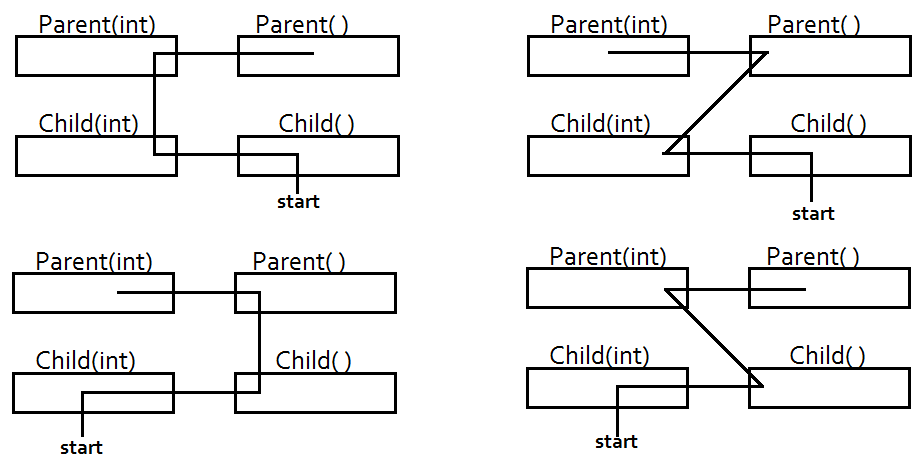 Parent(int) Parent( )
Child(int) Child( )
start
Parent(int) Parent( )
Child(int) Child( )
start
Parent(int) Parent( )
Child(int) Child( )
start
Parent(int) Parent( )
Child(int) Child( )
start